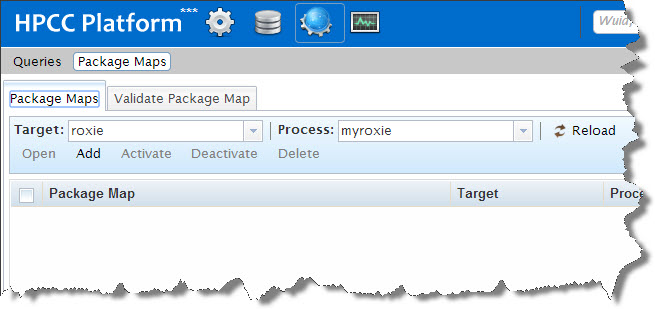 HPCC Platform***
Wuid,
Queries Package Maps
Package Maps Validate Package Map
Target: roxie Process: myroxie Reload
Open Add Activate Deactivate Delete
Package Map Target Proce